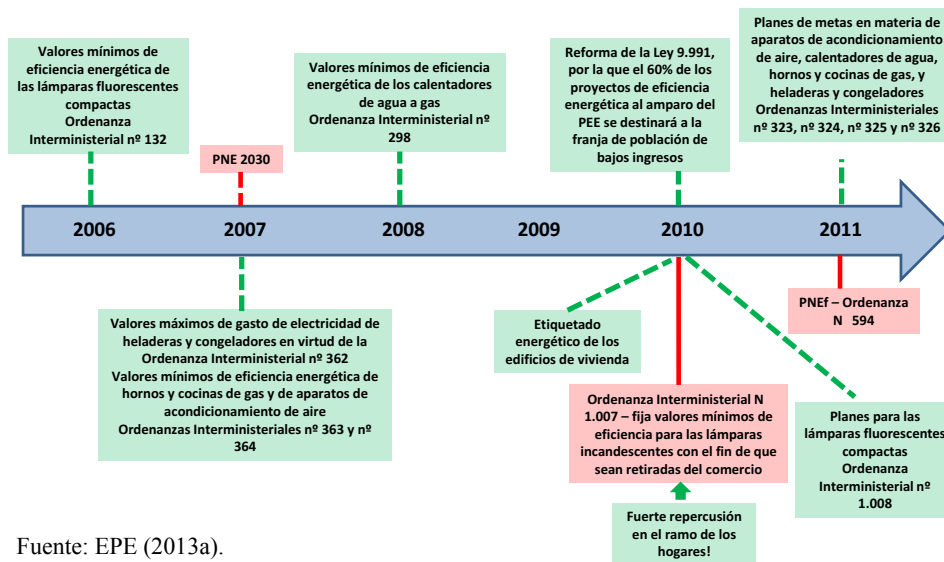 Valores mínimos de
eficiencia energética de
las lámparas fluorescentes
compactas
Ordenanza
Interministerial nº 132
PNE 2030
Valores mínimos de eficiencia
energética de los calentadores
de agua a gas
Ordenanza Interministerial nº
298
Reforma de la Ley 9.991,
por la que el 60% de los
proyectos de eficiencia
energética al amparo del
PEE se destinará a la
franja de población de
bajos ingresos
Planes de metas en materia de
aparatos de acondicionamiento
de aire, calentadores de agua,
hornos y cocinas de gas, y
heladeras y congeladores
Ordenanzas Interministeriales
nº 323, nº 324, nº 325 y nº 326
2006
2007
2008
2009
2010
2011
Valores máximos de gasto de electricidad de
heladeras y congeladores en virtud de la
Ordenanza Interministerial nº 362
Valores mínimos de eficiencia energética de
hornos y cocinas de gas y de aparatos de
acondicionamiento de aire
Ordenanzas Interministeriales nº 363 y nº
364
Etiquetado
energético de los
edificios de vivienda
Ordenanza Interministerial N
1.007 – fija valores mínimos de
eficiencia para las lámparas
incandescentes con el fin de que
sean retiradas del comercio
Fuerte repercusión
en el ramo de los
hogares!
PNEf – Ordenanza
N 594
Planes para las
lámparas fluorescentes
compactas
Ordenanza
Interministerial nº
1.008
Fuente: EPE (2013a).